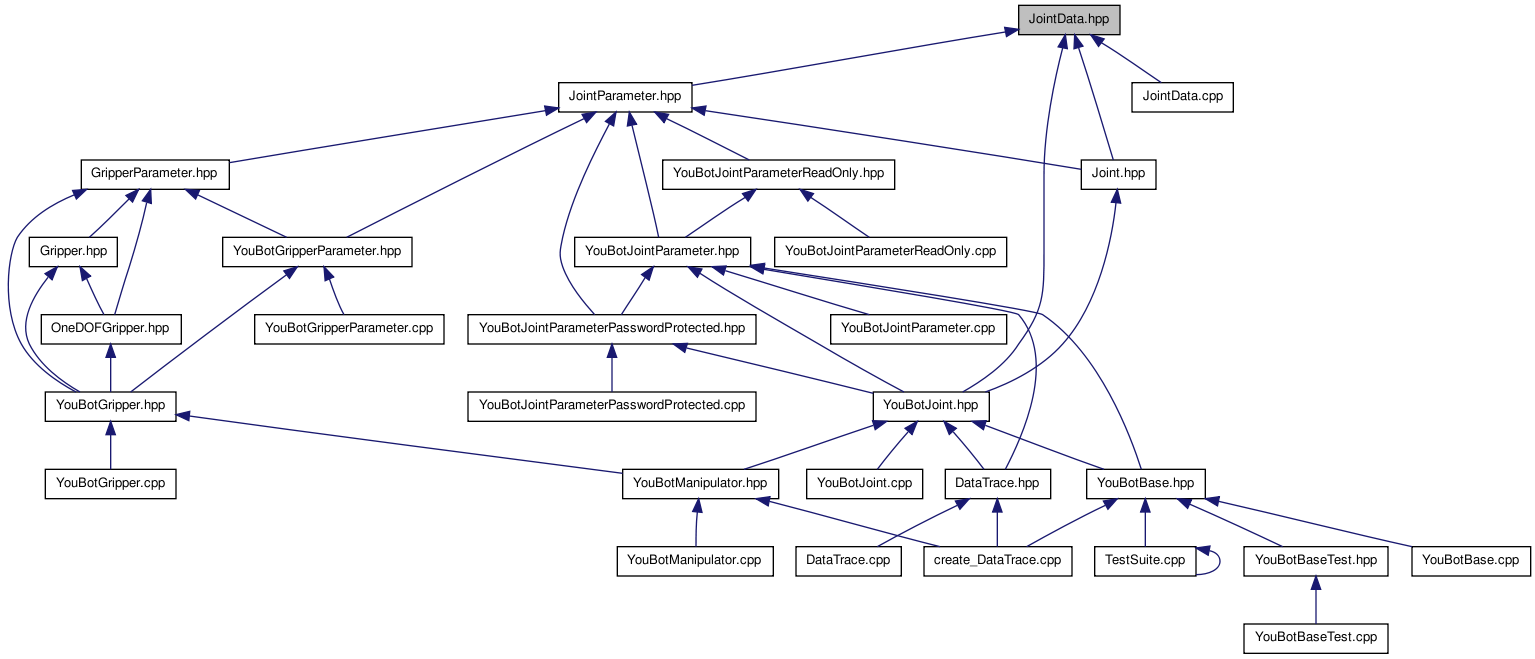 JointData.hpp
JointParameter.hpp
JointData.cpp
GripperParameter.hpp
YouBotJointParameterReadOnly.hpp
Joint.hpp
Gripper.hpp
YouBotGripperParameter.hpp
YouBotJointParameter.hpp
YouBotJointParameterReadOnly.cpp
OneDOFGripper.hpp
YouBotGripperParameter.cpp
YouBotJointParameterPasswordProtected.hpp
YouBotJointParameter.cpp
YouBotGripper.hpp
YouBotJointParameterPasswordProtected.cpp
YouBotJoint.hpp
YouBotGripper.cpp
YouBotManipulator.hpp
YouBotJoint.cpp
DataTrace.hpp
YouBotBase.hpp
YouBotManipulator.cpp
DataTrace.cpp
create_DataTrace.cpp
TestSuite.cpp
YouBotBaseTest.hpp
YouBotBase.cpp
YouBotBaseTest.cpp